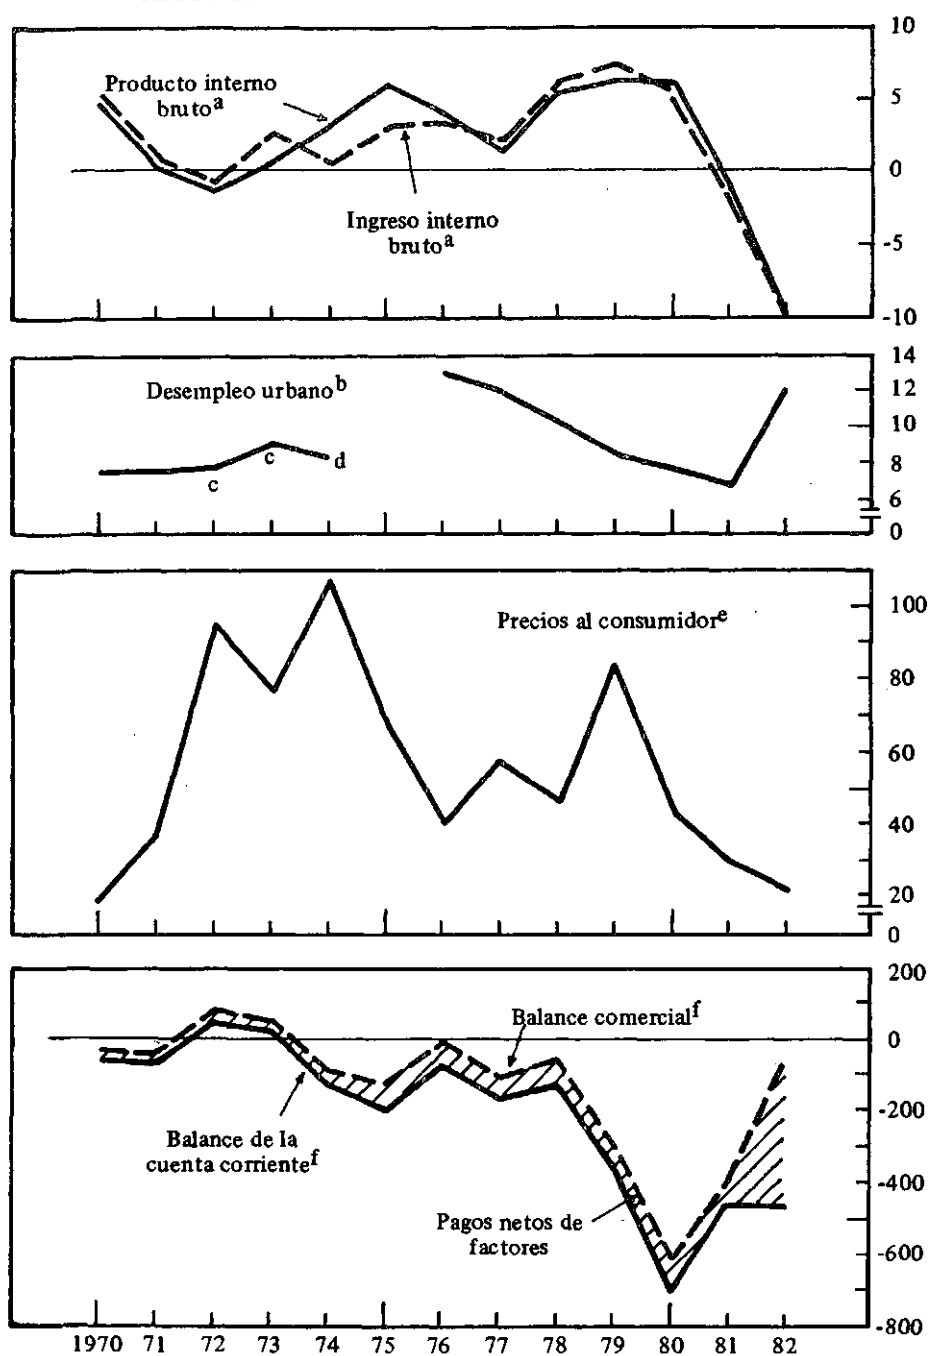 10
Producto interno
bruto^a
5
0
Ingreso interno
bruto^a
-5
-10
14
Desempleo urbano^b
12
10
c
d
8
c
6
0
100
Precios al consumidor^e
80
60
40
20
0
200
Balance comercial^f
0
-200
Balance de la
cuenta corriente^f
-400
Pagos netos de
factores
-600
-800
1970 71 72 73 74 75 76 77 78 79 80 81 82